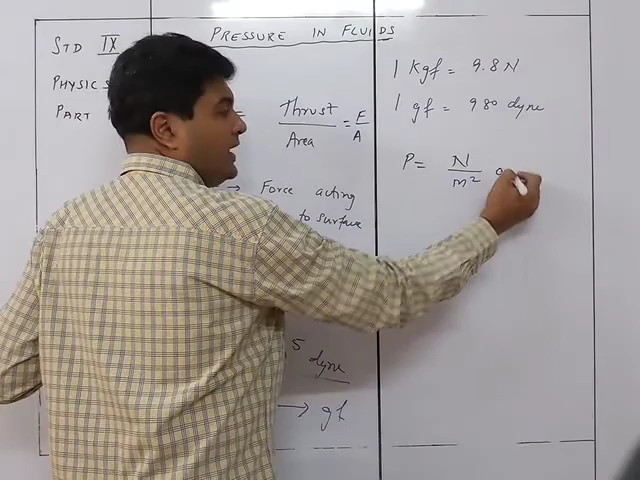 STD IX
PRESSURE IN FLUIDS
PHYSICS
PART
= Thrust = F
Area A
→ Force acting
to surface
5 dyne
→ gf
1 kgf = 9.8 N
1 gf = 980 dyne
P = N
m²